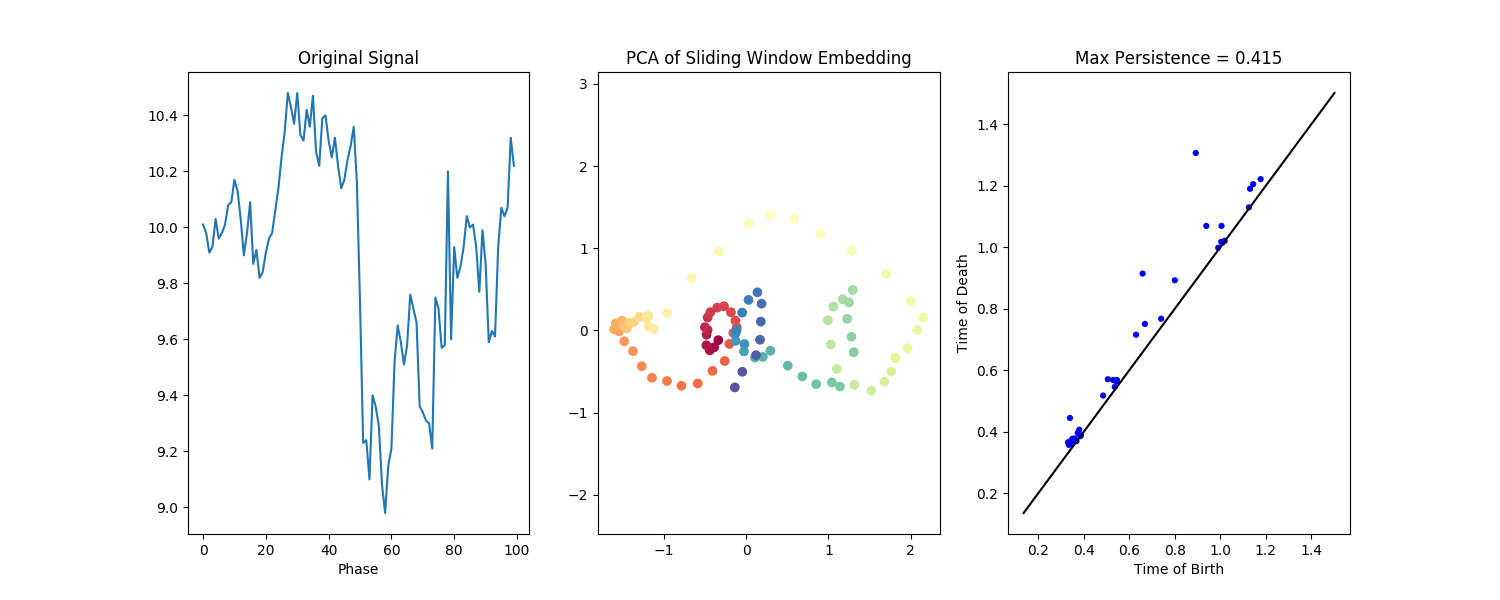 Original Signal
10.4
10.2
10.0
9.8
9.6
9.4
9.2
9.0
0 20 40 60 80 100
Phase
PCA of Sliding Window Embedding
3
2
1
0
−1
−2
−1 0 1 2
Max Persistence = 0.415
Time of Death
1.4
1.2
1.0
0.8
0.6
0.4
0.2
0.2 0.4 0.6 0.8 1.0 1.2 1.4
Time of Birth